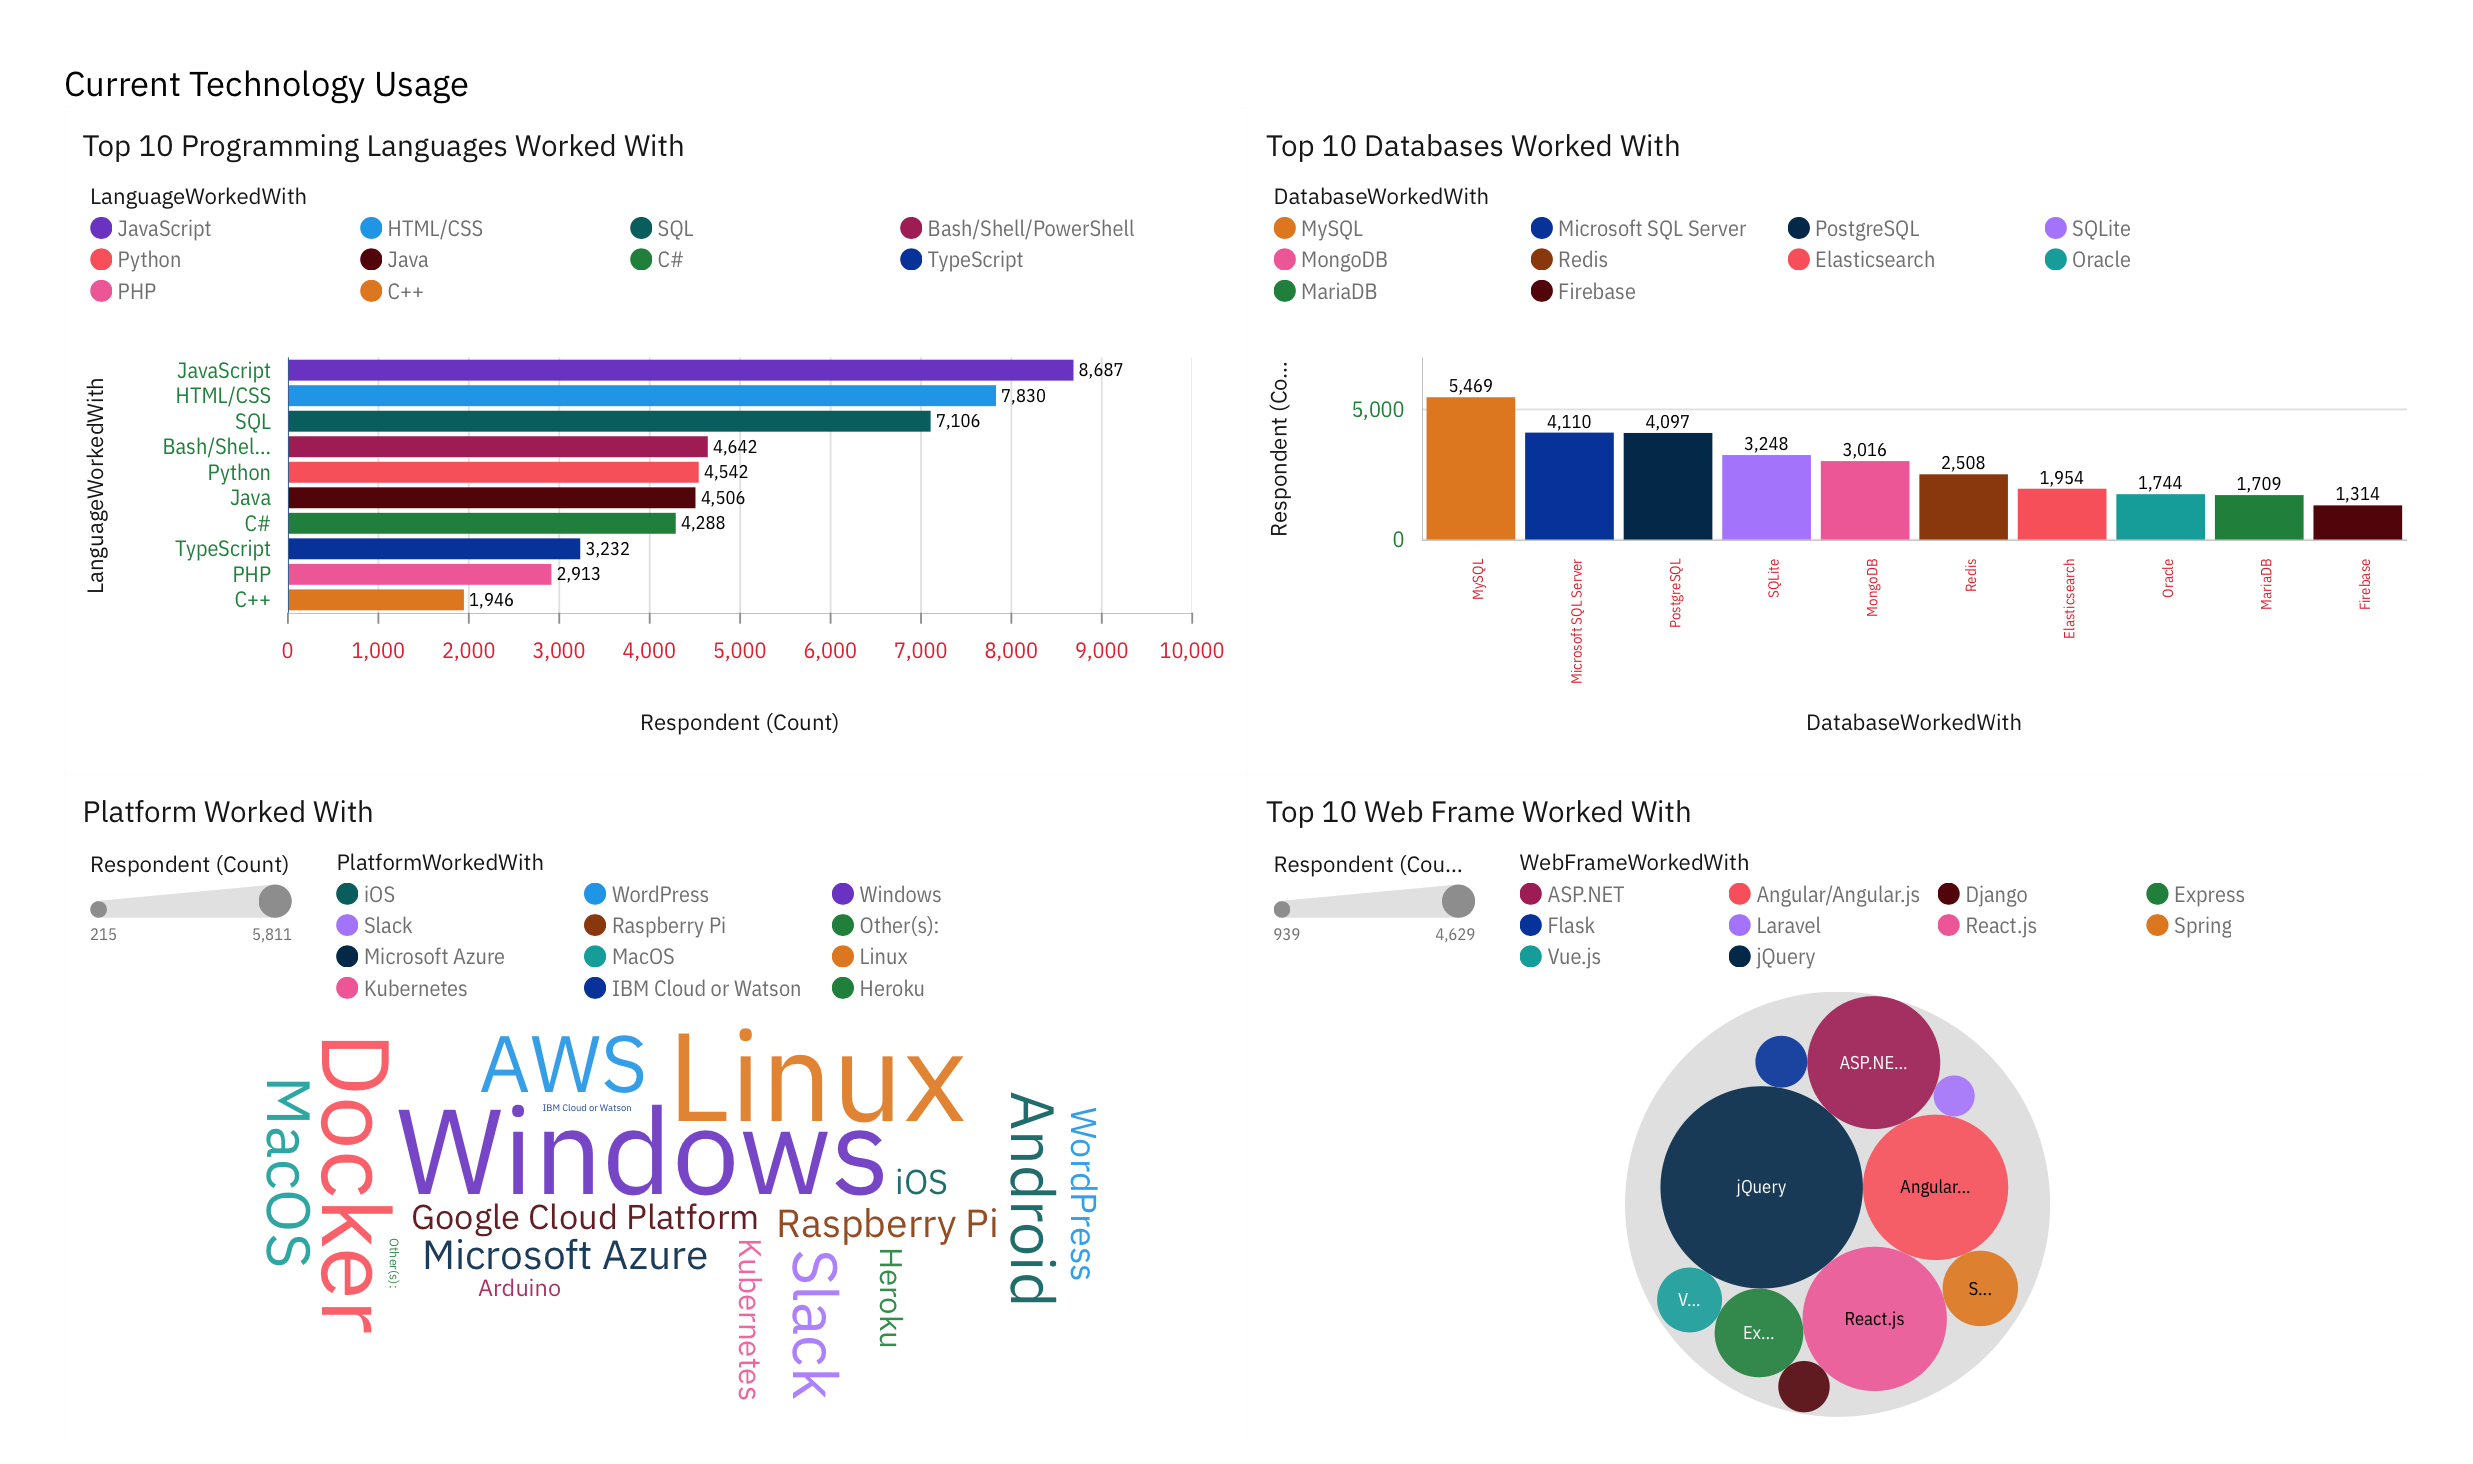 Current Technology Usage
Top 10 Programming Languages Worked With
LanguageWorkedWith
JavaScript HTML/CSS SQL Bash/Shell/PowerShell
Python Java C# TypeScript
PHP C++
LanguageWorkedWith
JavaScript 8,687
HTML/CSS 7,830
SQL 7,106
Bash/Shel... 4,642
Python 4,542
Java 4,506
C# 4,288
TypeScript 3,232
PHP 2,913
C++ 1,946
0 1,000 2,000 3,000 4,000 5,000 6,000 7,000 8,000 9,000 10,000
Respondent (Count)
Top 10 Databases Worked With
DatabaseWorkedWith
MySQL Microsoft SQL Server PostgreSQL SQLite
MongoDB Redis Elasticsearch Oracle
MariaDB Firebase
Respondent (Co...
5,000
0
5,469 4,110 4,097 3,248 3,016 2,508 1,954 1,744 1,709 1,314
MySQL
Microsoft SQL Server
PostgreSQL
SQLite
MongoDB
Redis
Elasticsearch
Oracle
MariaDB
Firebase
DatabaseWorkedWith
Platform Worked With
Respondent (Count)
215 5,811
PlatformWorkedWith
iOS WordPress Windows
Slack Raspberry Pi Other(s):
Microsoft Azure MacOS Linux
Kubernetes IBM Cloud or Watson Heroku
MacOS
Docker
AWS
Linux
IBM Cloud or Watson
Windows
iOS
Android
WordPress
Google Cloud Platform
Raspberry Pi
Other(s):
Microsoft Azure
Arduino
Kubernetes
Slack
Heroku
Top 10 Web Frame Worked With
Respondent (Cou...
939 4,629
WebFrameWorkedWith
ASP.NET Angular/Angular.js Django Express
Flask Laravel React.js Spring
Vue.js jQuery
ASP.NE...
jQuery
Angular...
S...
V...
Ex...
React.js